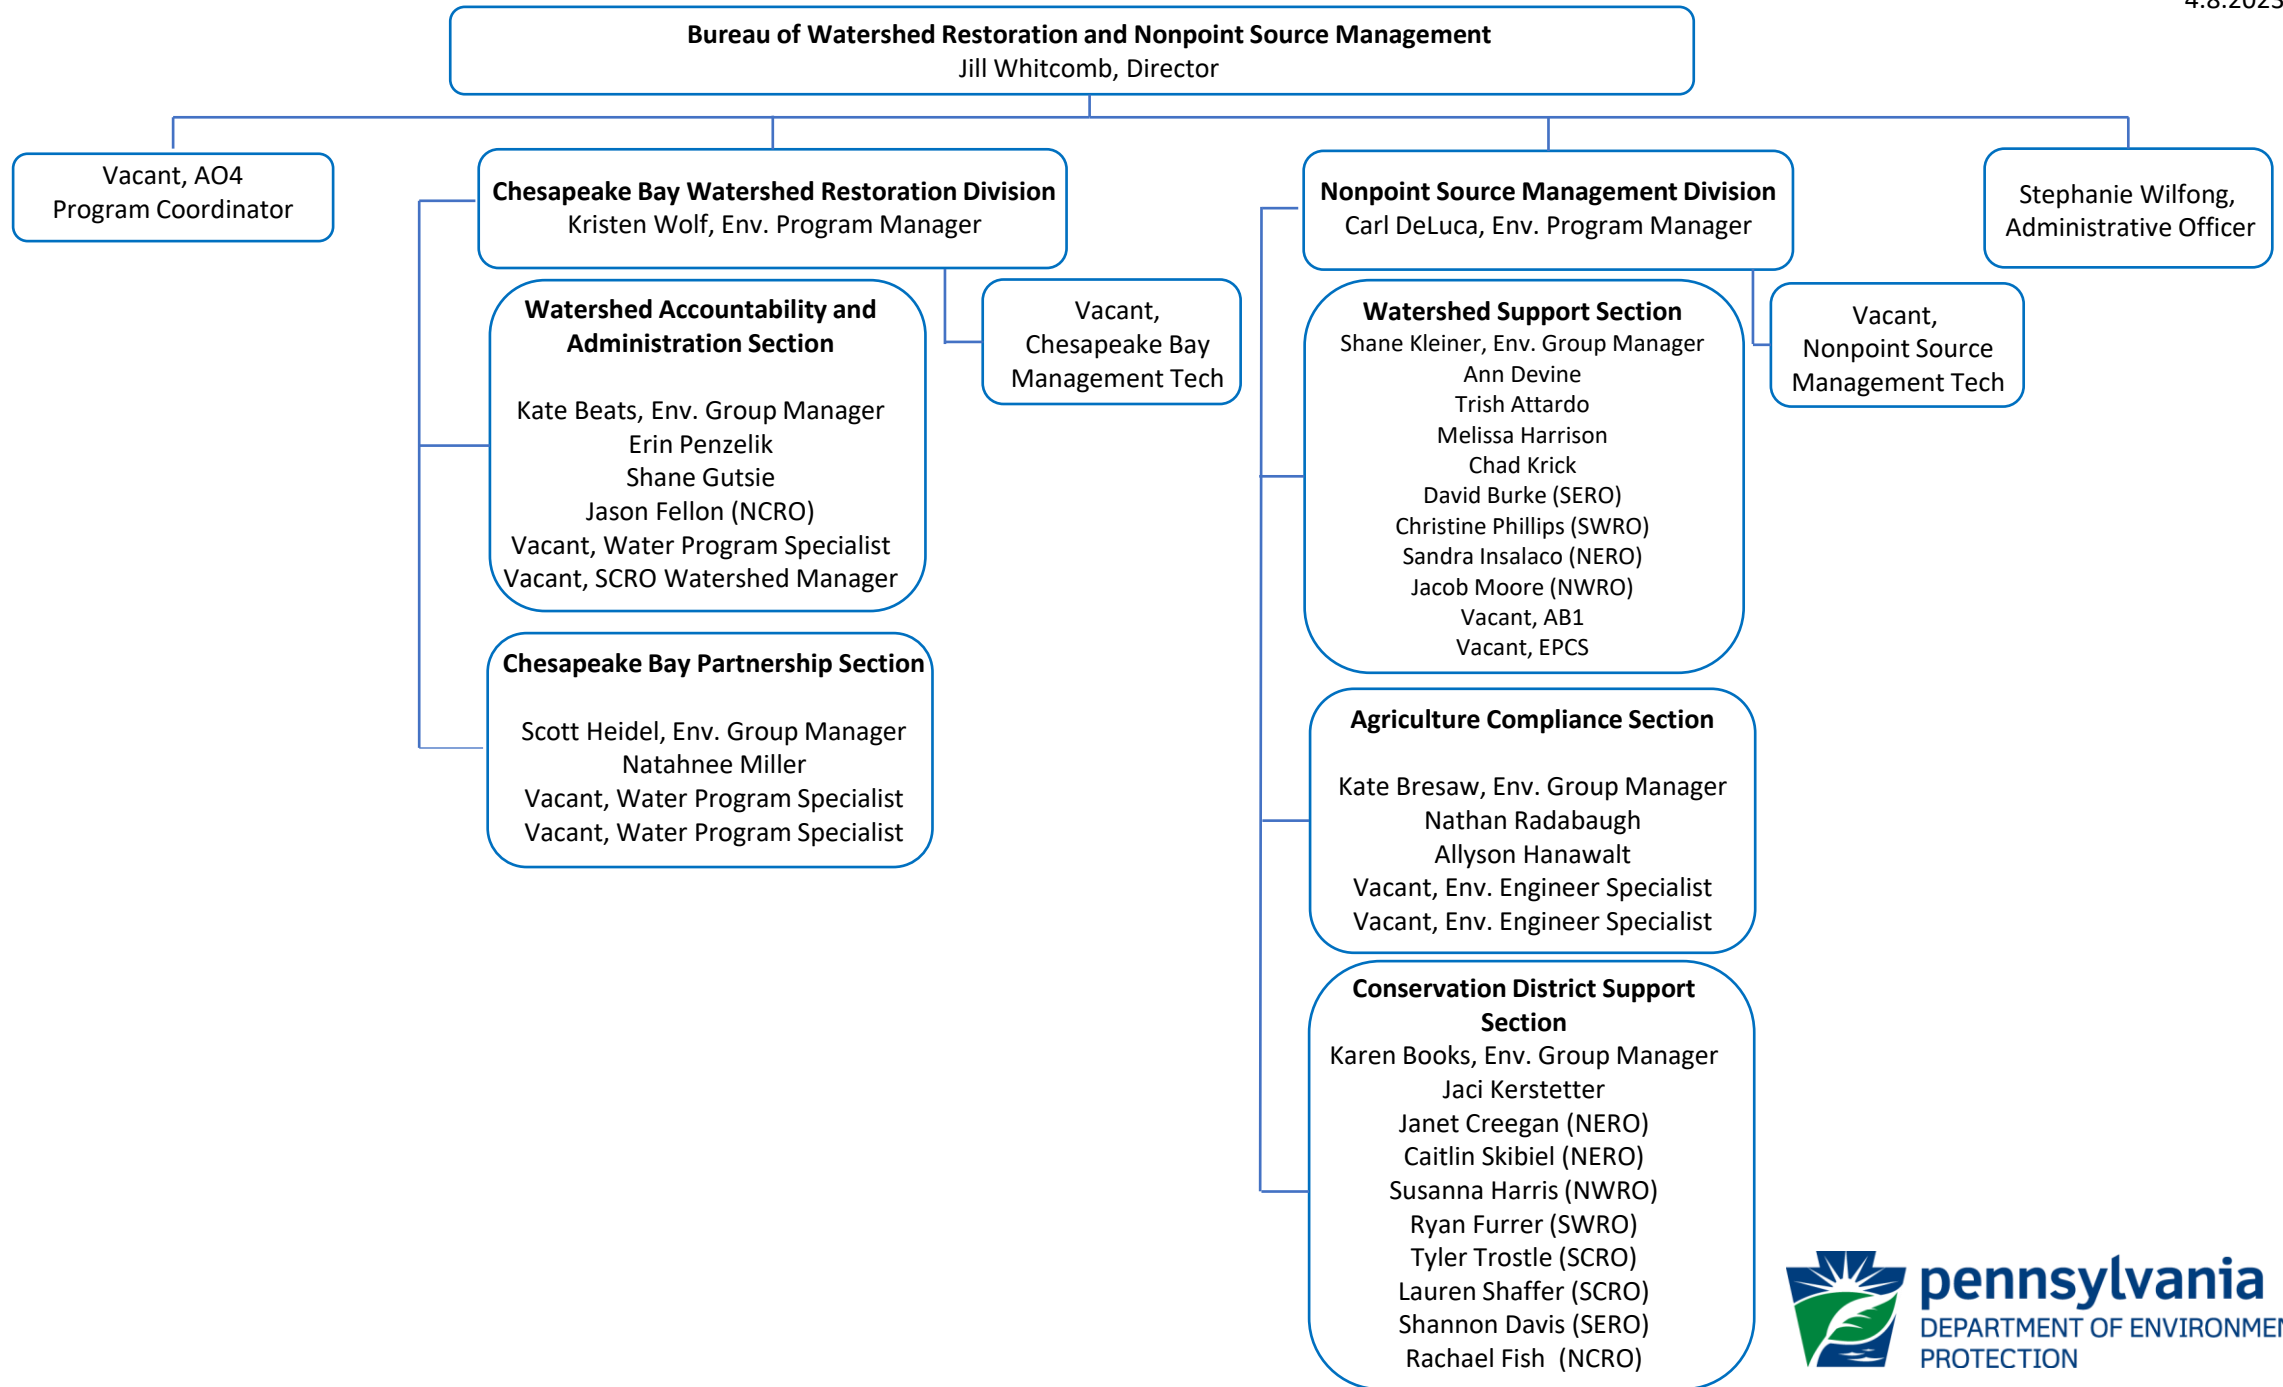 4.8.2023
Bureau of Watershed Restoration and Nonpoint Source Management
Jill Whitcomb, Director
Vacant, AO4
Program Coordinator
Chesapeake Bay Watershed Restoration Division
Kristen Wolf, Env. Program Manager
Nonpoint Source Management Division
Carl DeLuca, Env. Program Manager
Stephanie Wilfong,
Administrative Officer
Watershed Accountability and
Administration Section
Kate Beats, Env. Group Manager
Erin Penzelik
Shane Gutsie
Jason Fellon (NCRO)
Vacant, Water Program Specialist
Vacant, SCRO Watershed Manager
Vacant,
Chesapeake Bay
Management Tech
Chesapeake Bay Partnership Section
Scott Heidel, Env. Group Manager
Natahnee Miller
Vacant, Water Program Specialist
Vacant, Water Program Specialist
Watershed Support Section
Shane Kleiner, Env. Group Manager
Ann Devine
Trish Attardo
Melissa Harrison
Chad Krick
David Burke (SERO)
Christine Phillips (SWRO)
Sandra Insalaco (NERO)
Jacob Moore (NWRO)
Vacant, AB1
Vacant, EPCS
Vacant,
Nonpoint Source
Management Tech
Agriculture Compliance Section
Kate Bresaw, Env. Group Manager
Nathan Radabaugh
Allyson Hanawalt
Vacant, Env. Engineer Specialist
Vacant, Env. Engineer Specialist
Conservation District Support
Section
Karen Books, Env. Group Manager
Jaci Kerstetter
Janet Creegan (NERO)
Caitlin Skibiel (NERO)
Susanna Harris (NWRO)
Ryan Furrer (SWRO)
Tyler Trostle (SCRO)
Lauren Shaffer (SCRO)
Shannon Davis (SERO)
Rachael Fish (NCRO)
pennsylvania
DEPARTMENT OF ENVIRONMEN
PROTECTION